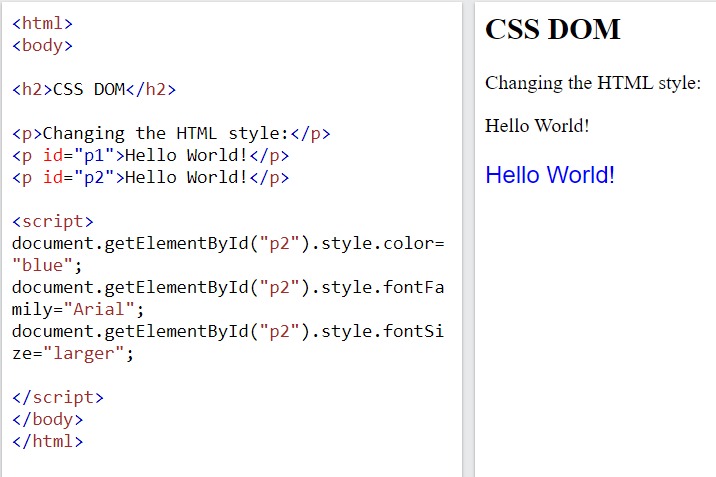 <html>
<body>
<h2>CSS DOM</h2>
<p>Changing the HTML style:</p>
<p id="p1">Hello World!</p>
<p id="p2">Hello World!</p>
<script>
document.getElementById("p2").style.color=
"blue";
document.getElementById("p2").style.fontFa
mily="Arial";
document.getElementById("p2").style.fontSi
ze="larger";
</script>
</body>
</html>
CSS DOM
Changing the HTML style:
Hello World!
Hello World!